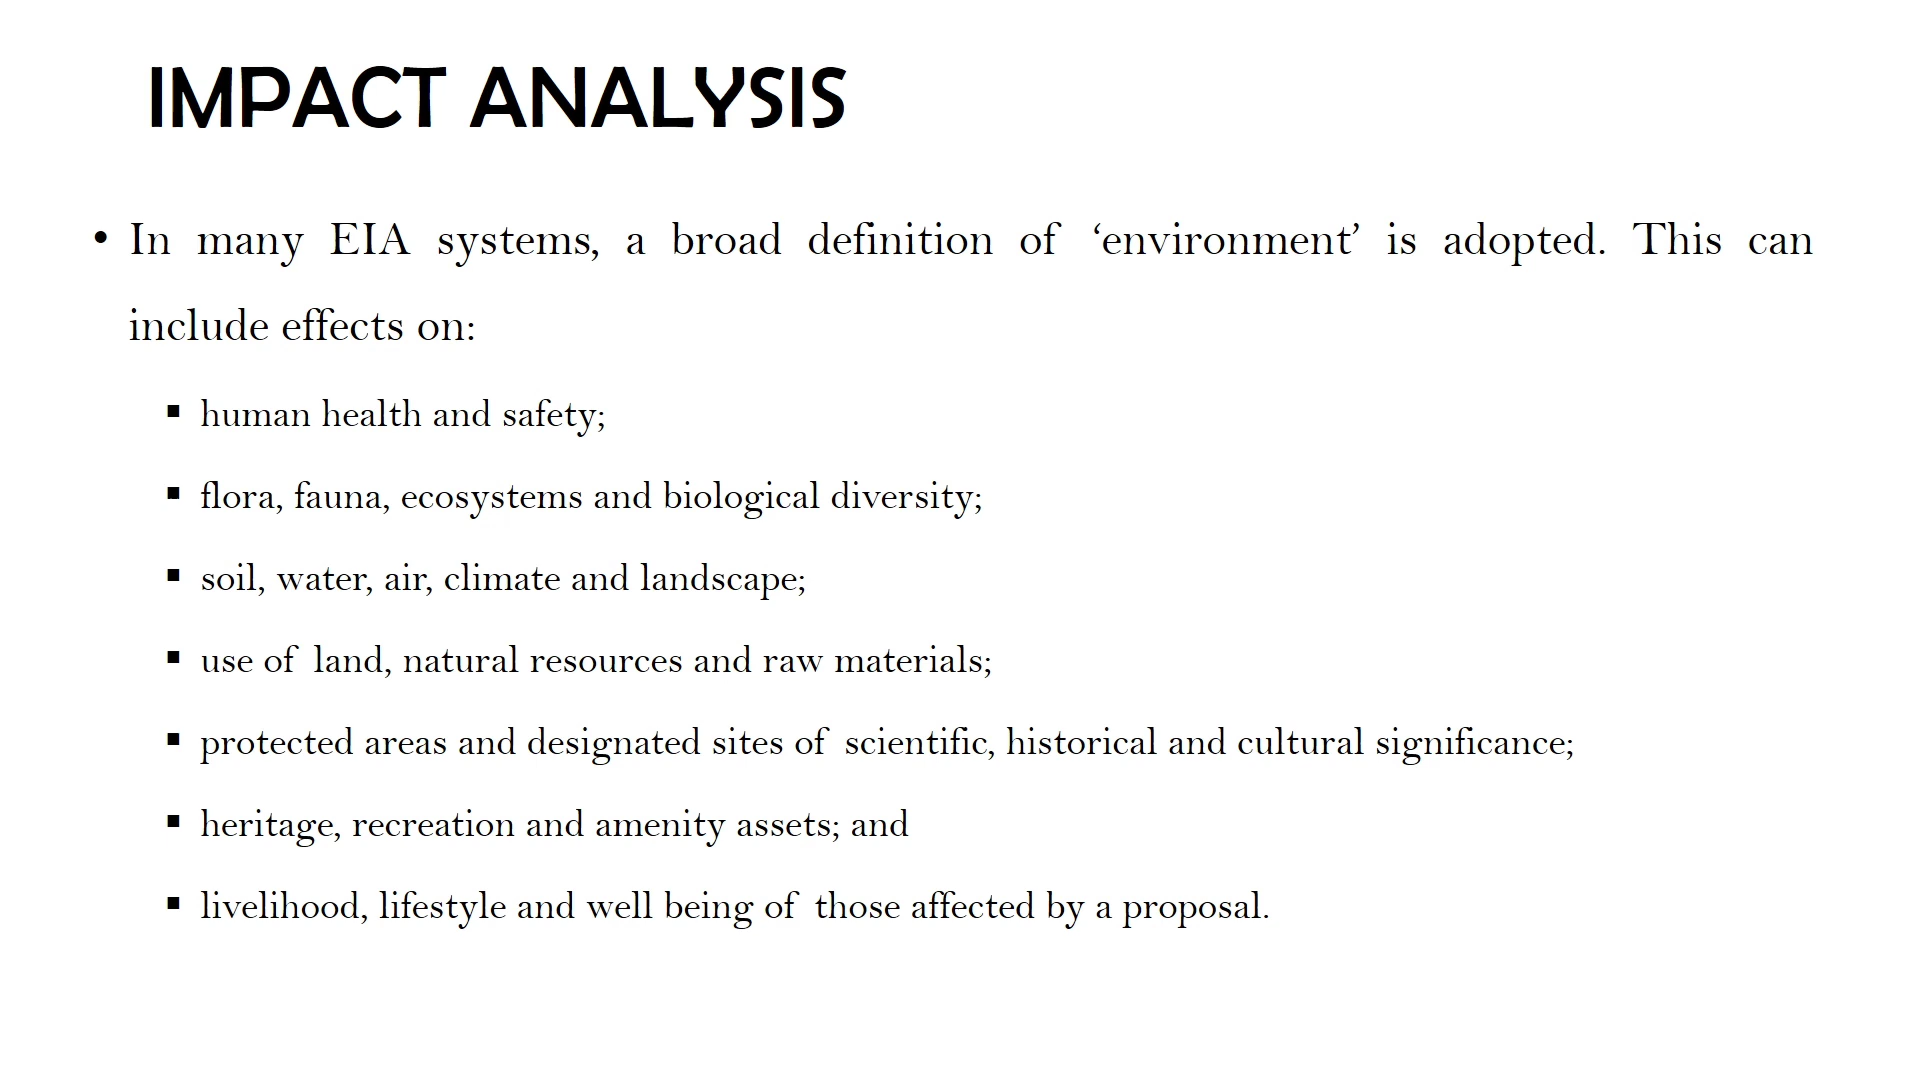 IMPACT ANALYSIS
• In many EIA systems, a broad definition of ‘environment’ is adopted. This can
include effects on:
▪ human health and safety;
▪ flora, fauna, ecosystems and biological diversity;
▪ soil, water, air, climate and landscape;
▪ use of land, natural resources and raw materials;
▪ protected areas and designated sites of scientific, historical and cultural significance;
▪ heritage, recreation and amenity assets; and
▪ livelihood, lifestyle and well being of those affected by a proposal.